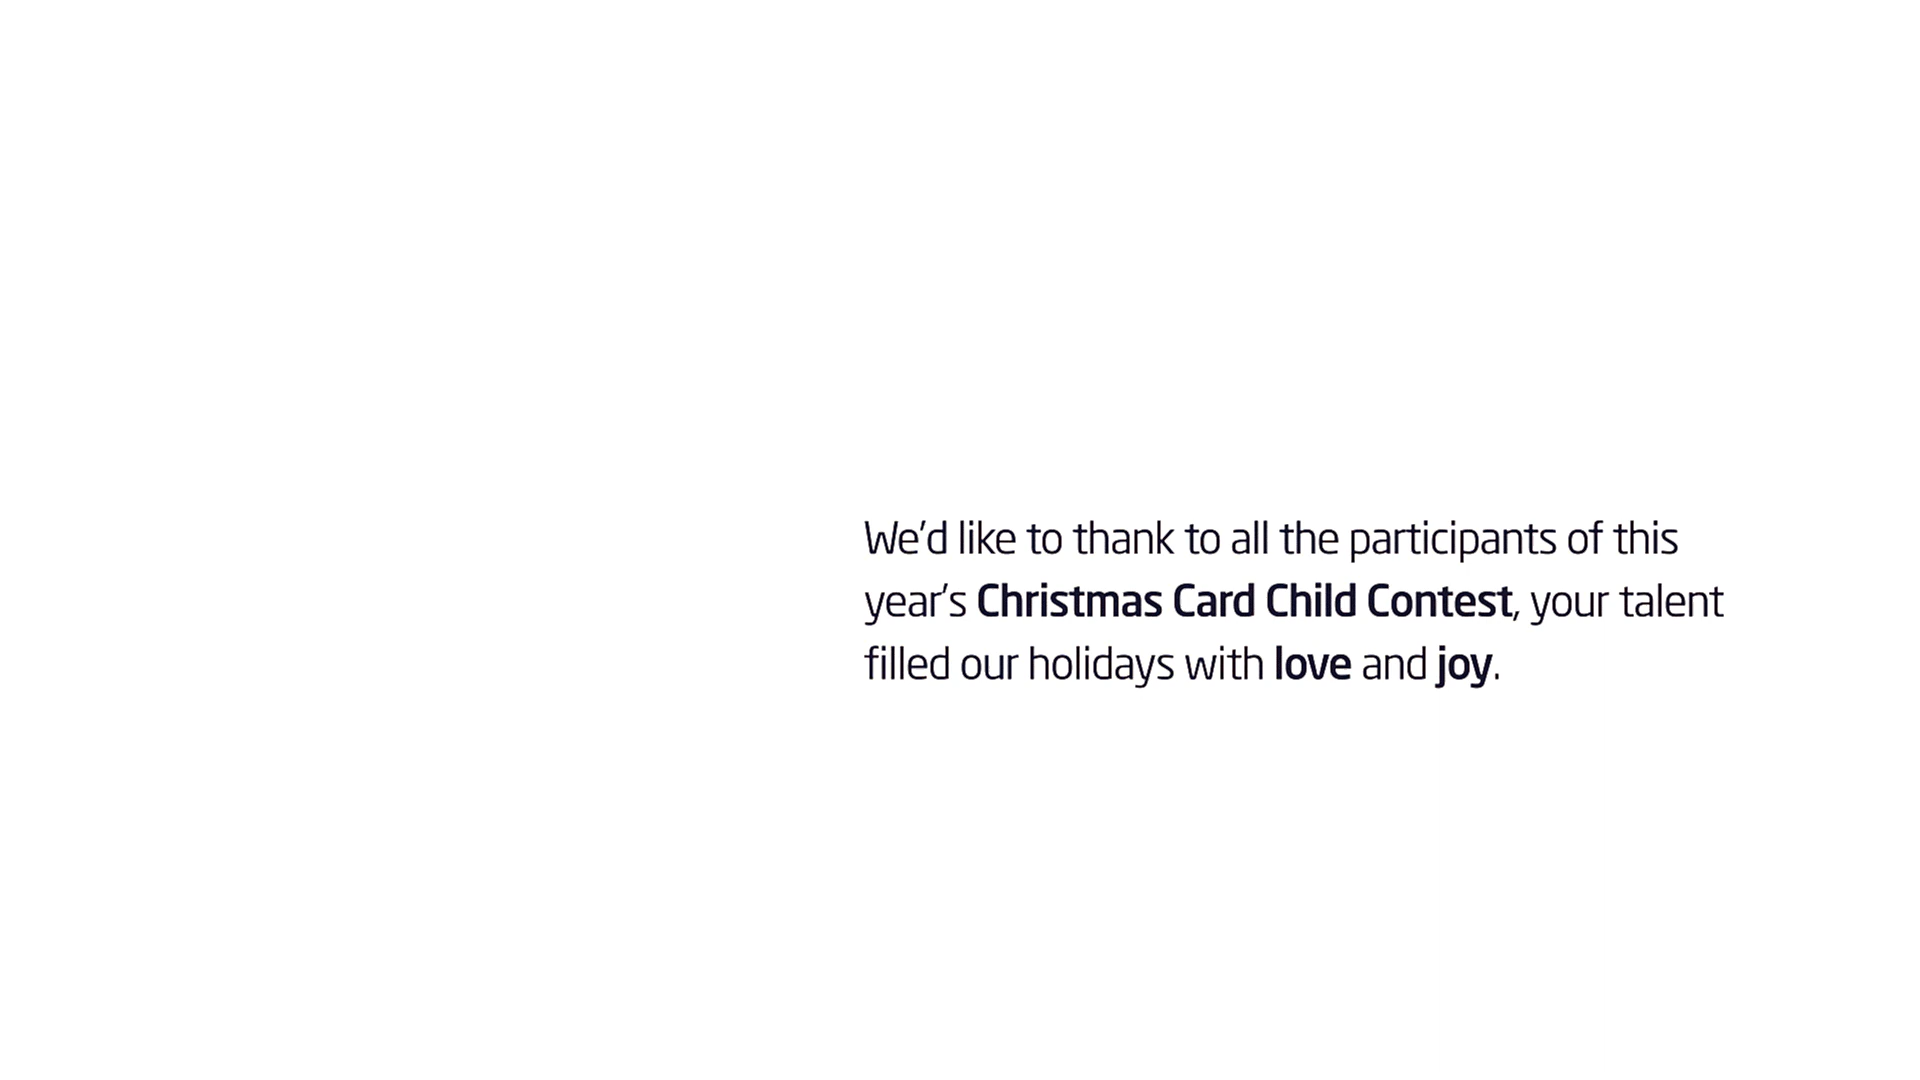 We’d like to thank to all the participants of this
year’s Christmas Card Child Contest, your talent
filled our holidays with love and joy.